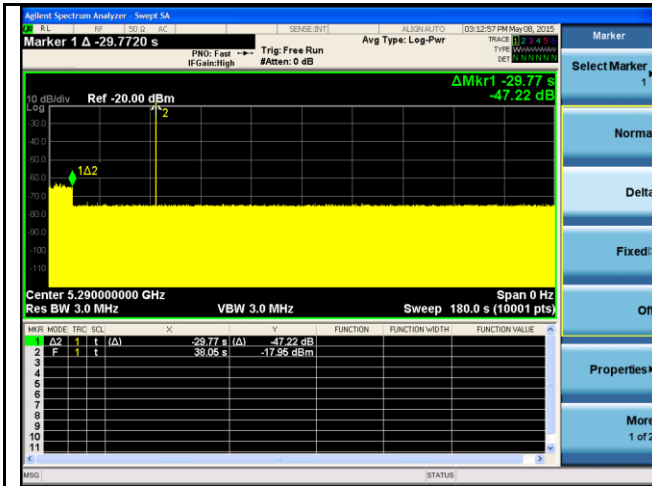 Agilent Spectrum Analyzer - Swept SA
RL RF 50 Ω AC SENSE:INT ALIGN AUTO 03:12:57 PM May 08, 2015
Marker 1 Δ -29.7720 s
PNO: Fast Trig: Free Run Avg Type: Log-Pwr TRACE 1 2 3 4 5 6
IFGain:High #Atten: 0 dB TYPE
DET N N N N N N
Marker
Select Marker
1
Norma
Delta
Fixed
Off
Properties
More
1 of 2
ΔMkr1 -29.77 s
-47.22 dB
10 dB/div Ref -20.00 dBm
Log
2
1Δ2
-30.0
-40.0
-50.0
-60.0
-70.0
-80.0
-90.0
-100
-110
Center 5.290000000 GHz Span 0 Hz
Res BW 3.0 MHz VBW 3.0 MHz Sweep 180.0 s (10001 pts)
MKR MODE TRC SCL X Y FUNCTION FUNCTION WIDTH FUNCTION VALUE
1 Δ2 1 t (Δ) -29.77 s (Δ) -47.22 dB
2 F 1 t 38.05 s -17.95 dBm
3
4
5
6
7
8
9
10
11
MSG STATUS